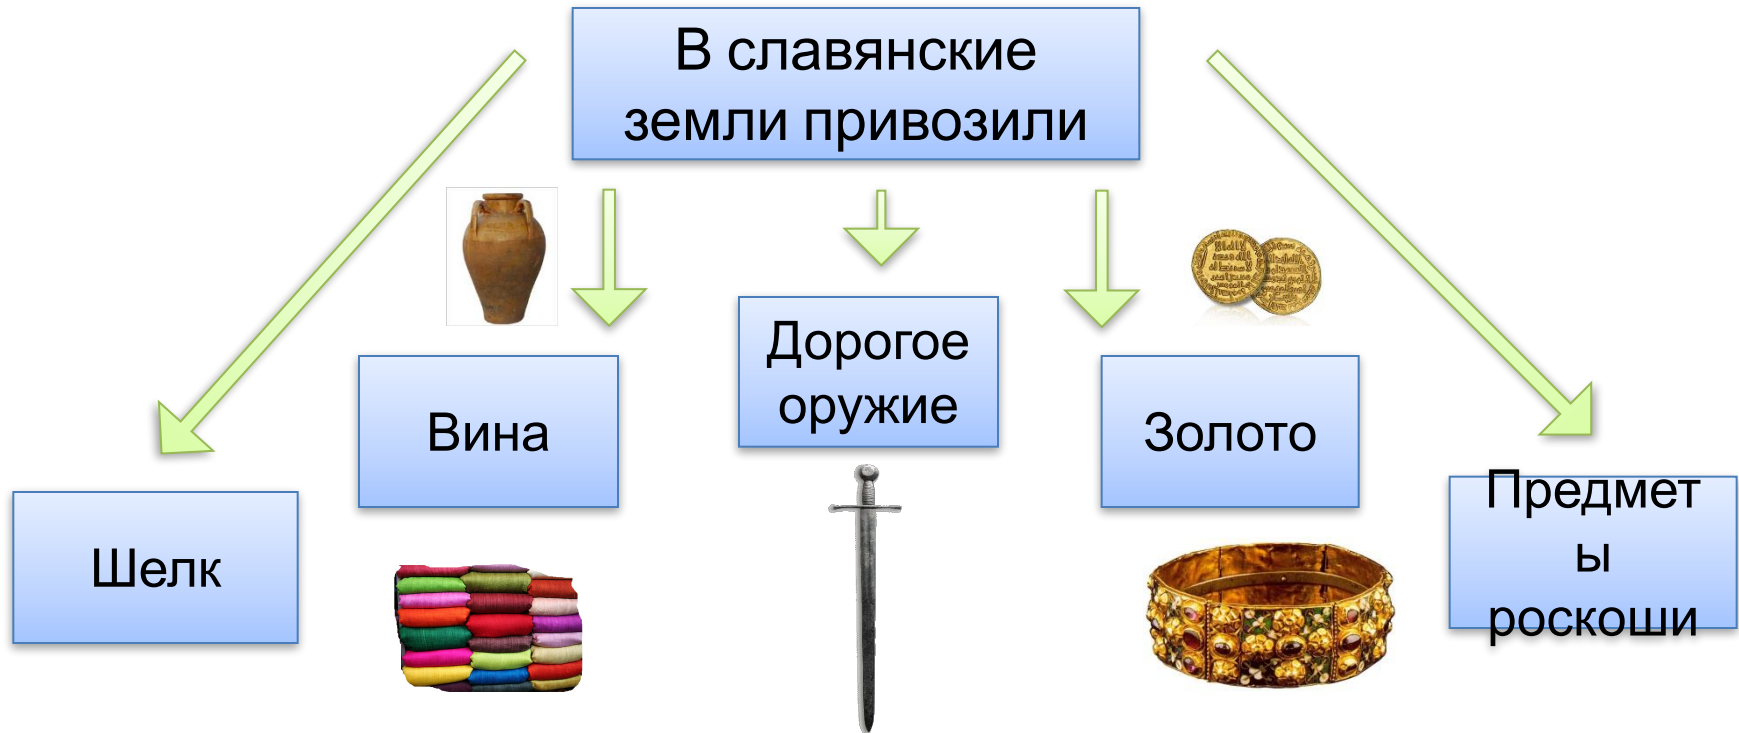 В славянские
земли привозили
Дорогое
оружие
Вина
Золото
Шелк
Предмет
ы
роскоши